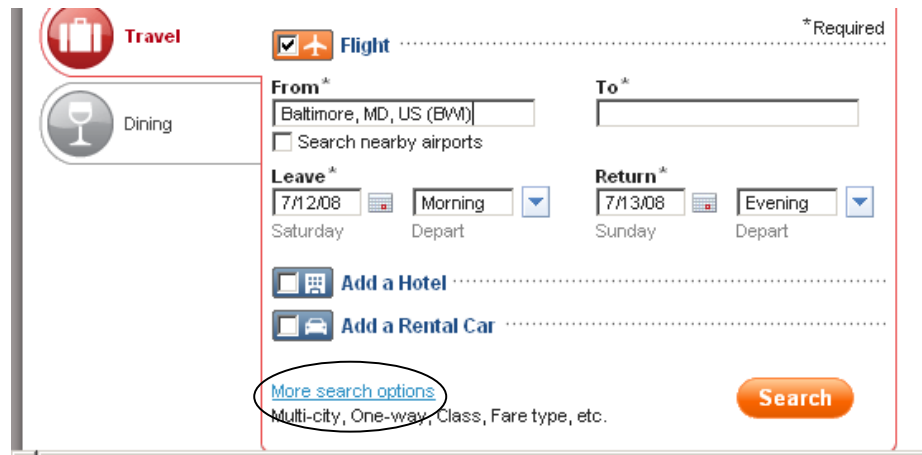 Travel
Flight
*Required
From*
To*
Baltimore, MD, US (BWI)
Dining
Search nearby airports
Leave*
Return*
7/12/08 Morning
7/13/08 Evening
Saturday Depart
Sunday Depart
Add a Hotel
Add a Rental Car
More search options
Search
Multi-city, One-way, Class, Fare type, etc.